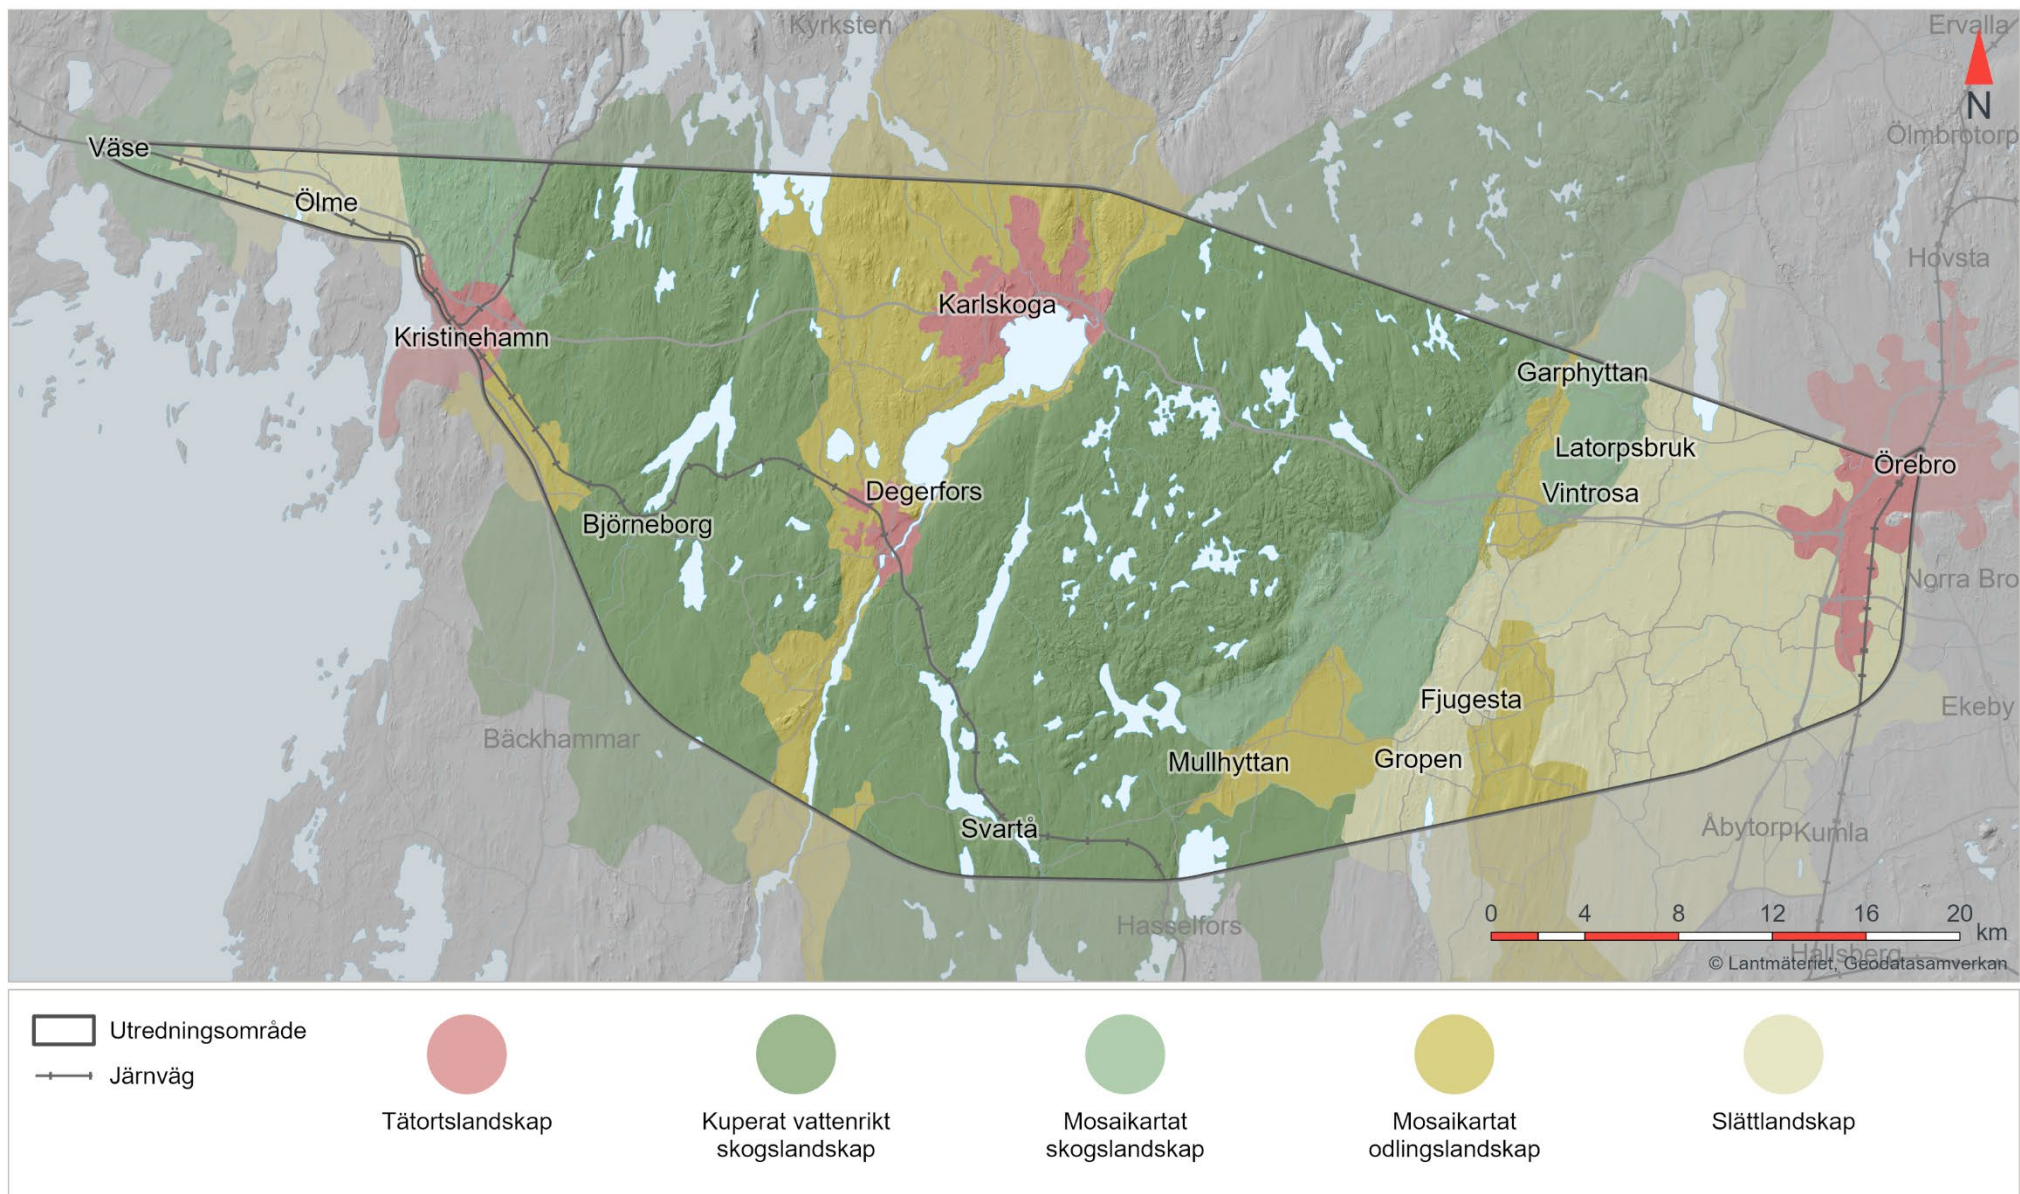 Kyrksten
Ervalla
N
Ölmbrotorp
Väse
Ölme
Hovsta
Karlskoga
Kristinehamn
Garphyttan
Latorpsbruk
Örebro
Degerfors
Vintrosa
Björneborg
Norra Bro
Fjugesta
Ekeby
Bäckhammar
Mullhyttan
Gropen
Svartå
Åbytorp
Kumla
Hasselfors
0 4 8 12 16 20
km
Hallsberg
© Lantmäteriet, Geodatasamverkan
Utredningsområde
Järnväg
Tätortslandskap
Kuperat vattenrikt
skogslandskap
Mosaikartat
skogslandskap
Mosaikartat
odlingslandskap
Slättlandskap